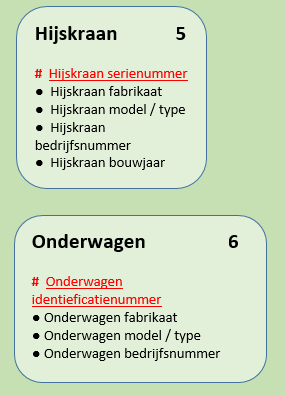 Hijskraan 5
# Hijskraan serienummer
● Hijskraan fabrikaat
● Hijskraan model / type
● Hijskraan
bedrijfsnummer
● Hijskraan bouwjaar
Onderwagen 6
# Onderwagen
identieficatienummer
● Onderwagen fabrikaat
● Onderwagen model / type
● Onderwagen bedrijfsnummer